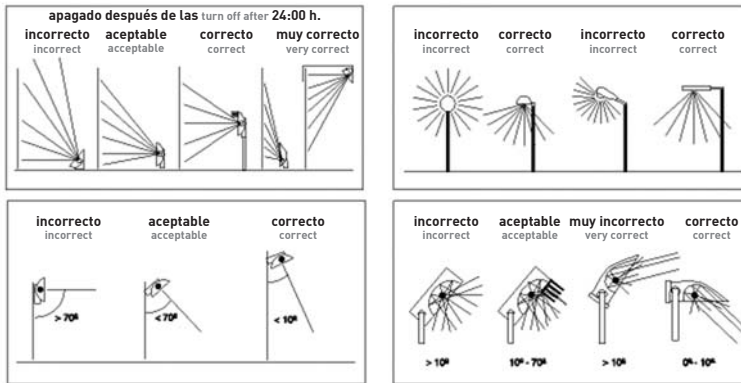 apagado después de las turn off after 24:00 h.
incorrecto aceptable correcto muy correcto
incorrect acceptable correct very correct
incorrecto correcto incorrecto correcto
incorrect correct incorrect correct
incorrecto aceptable correcto
incorrect acceptable correct
> 70º < 70º < 10º
incorrecto aceptable muy incorrecto correcto
incorrect acceptable very correct correct
> 10º 10º - 70º > 10º 0º - 10º